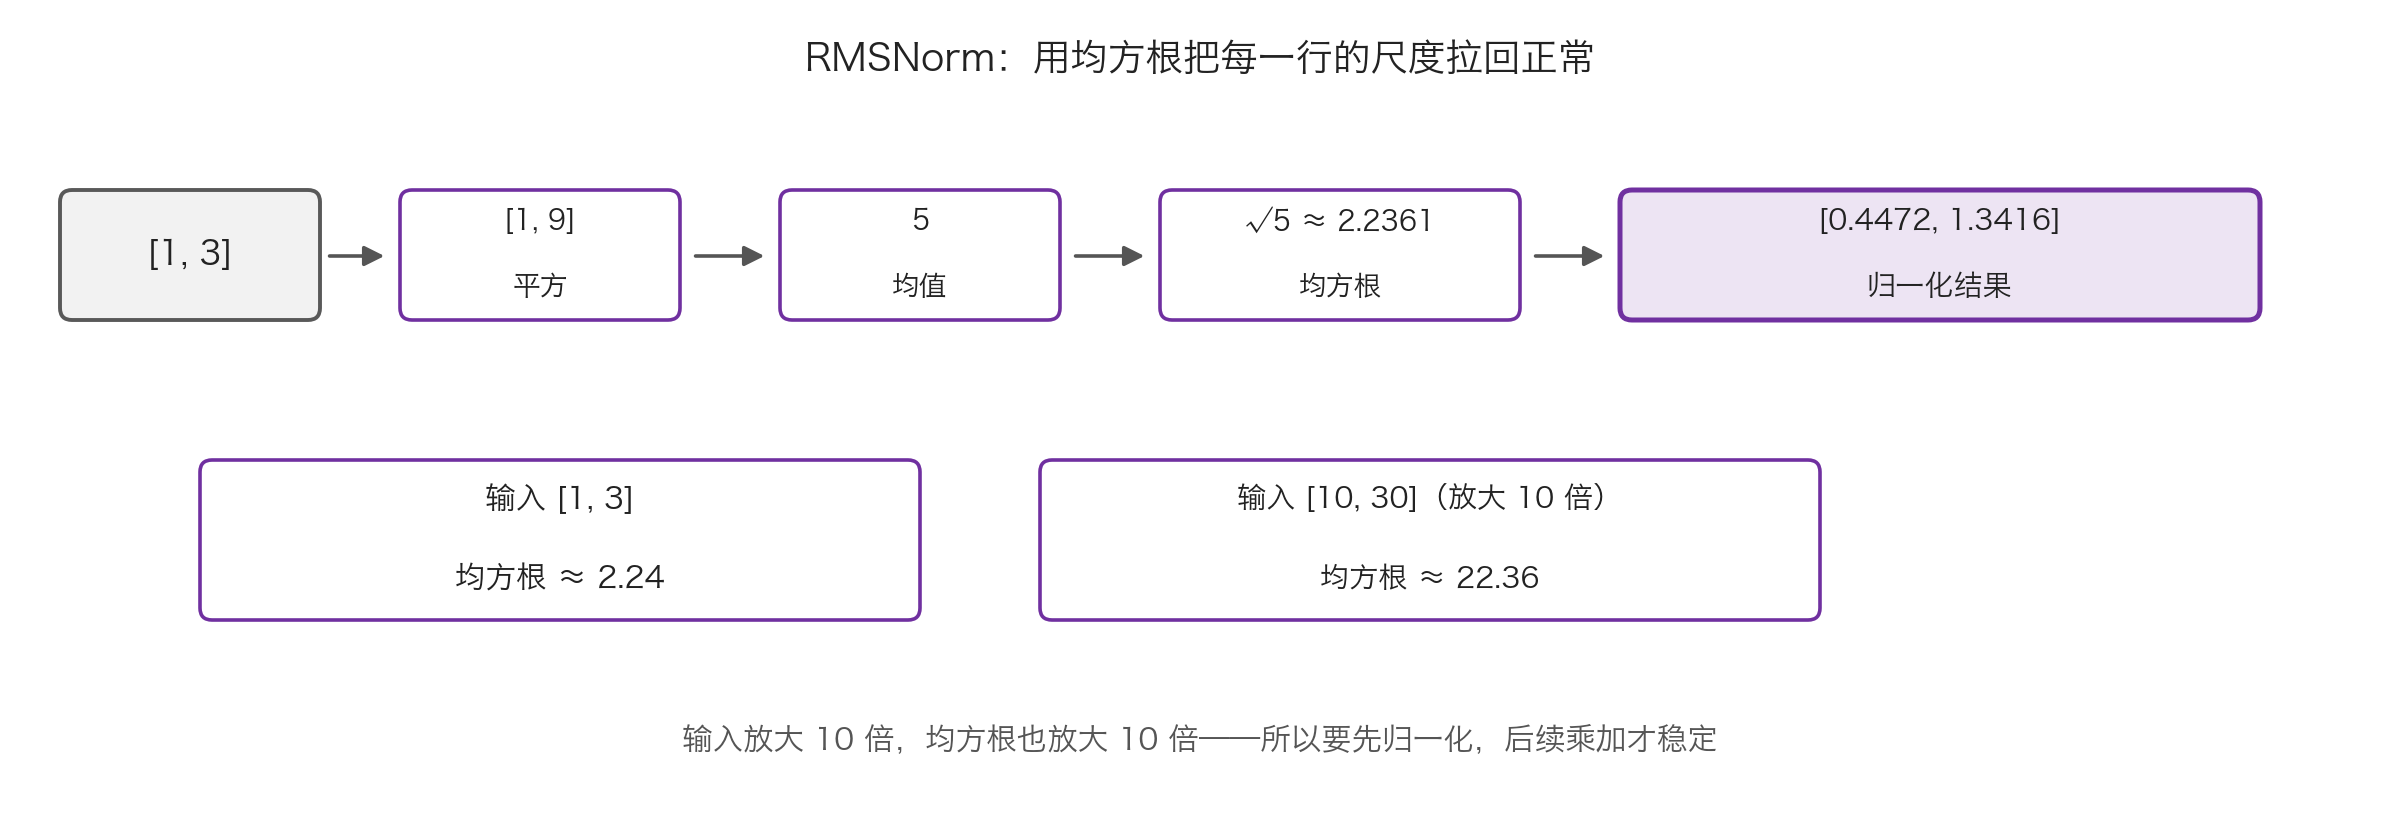 RMSNorm：用均方根把每一行的尺度拉回正常
[1, 3]
[1, 9]
平方
5
均值
√5 ≈ 2.2361
均方根
[0.4472, 1.3416]
归一化结果
输入 [1, 3]
均方根 ≈ 2.24
输入 [10, 30]（放大 10 倍）
均方根 ≈ 22.36
输入放大 10 倍，均方根也放大 10 倍——所以要先归一化，后续乘加才稳定